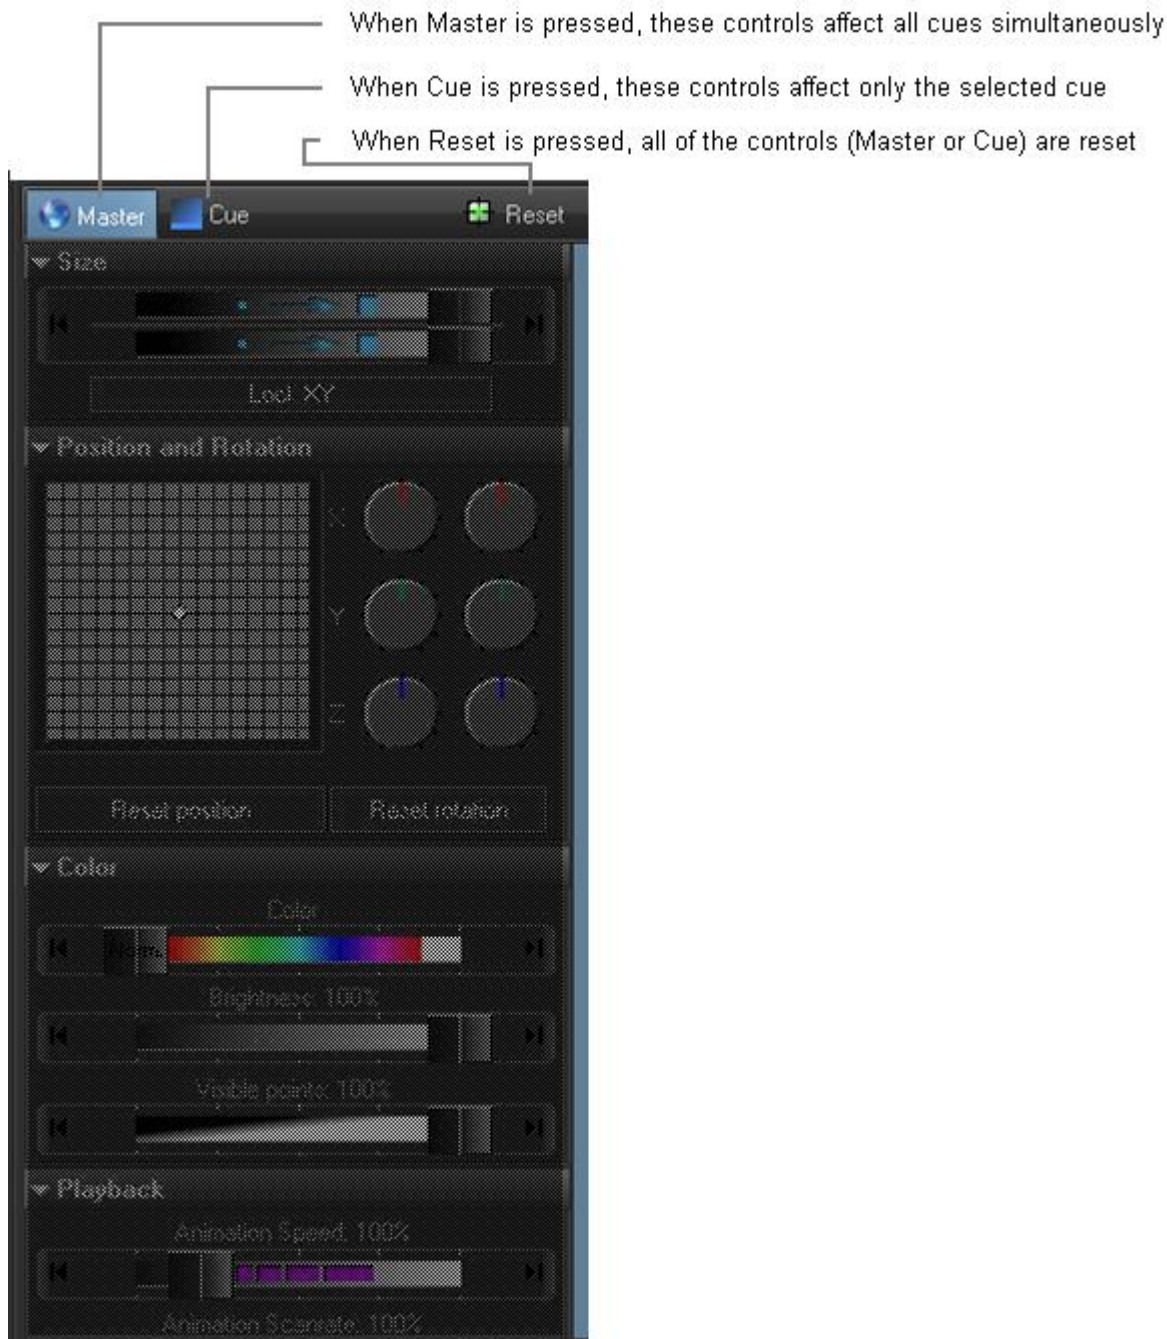 When Master is pressed, these controls affect all cues simultaneously
When Cue is pressed, these controls affect only the selected cue
When Reset is pressed, all of the controls (Master or Cue) are reset
Master Cue Reset
Size
XY
Position and Rotation
X
Y
Z
Reset position Reset rotation
Color
Color
Norm.
Brightness: 100%
Visible points: 100%
Playback
Animation Speed: 100%
Animation Scanrate: 100%